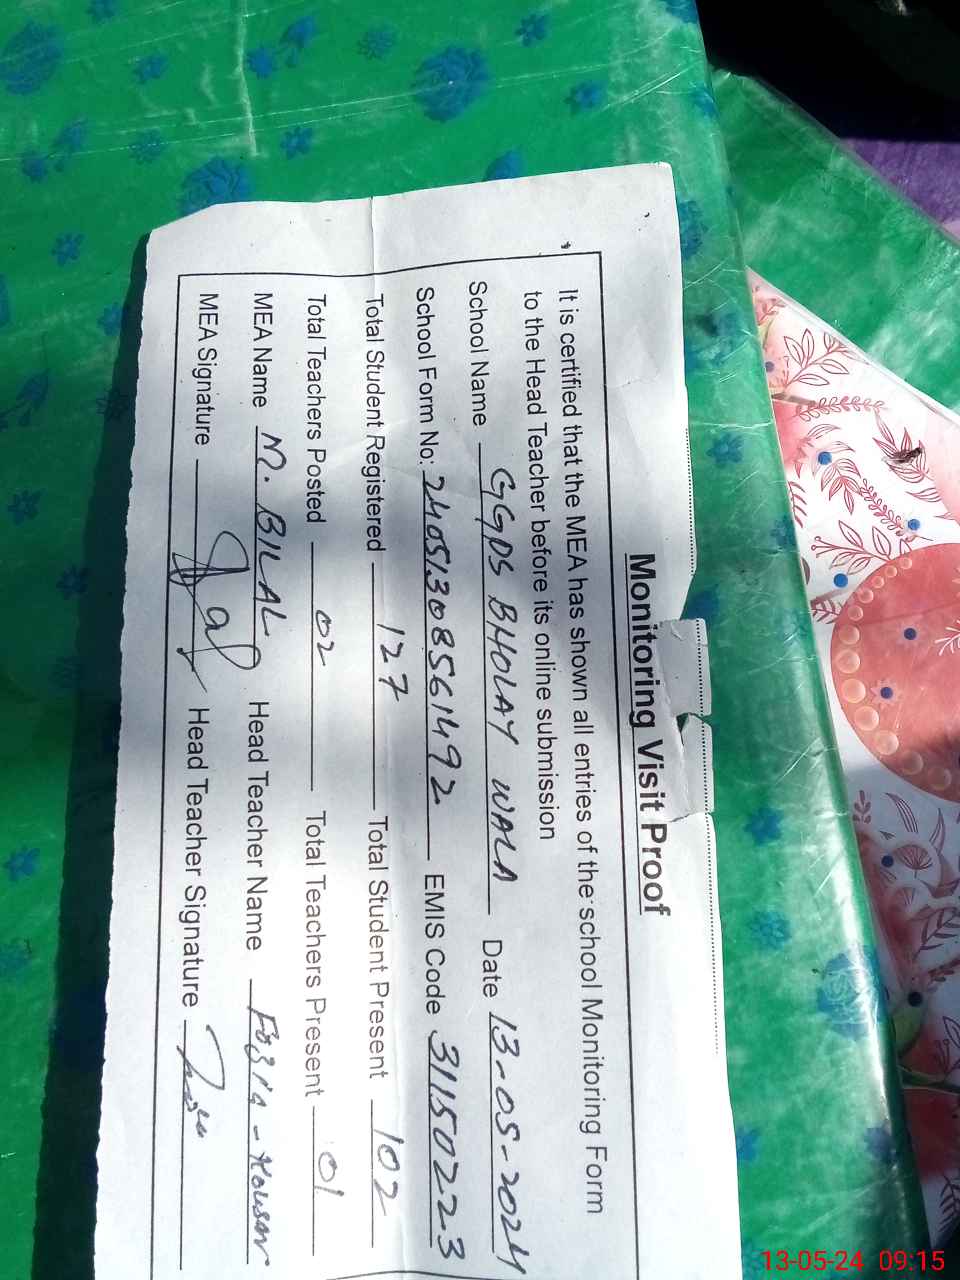 Monitoring Visit Proof
It is certified that the MEA has shown all entries of the school Monitoring Form
to the Head Teacher before its online submission
School Name GGPS BHOLAY WALA Date 13-05-2024
School Form No: 24051308561492 EMIS Code 31150223
Total Student Registered 127 Total Student Present 102
Total Teachers Posted 02 Total Teachers Present 01
MEA Name M. BILAL Head Teacher Name Fozia - Kousar
MEA Signature Head Teacher Signature
13-05-24 09:15